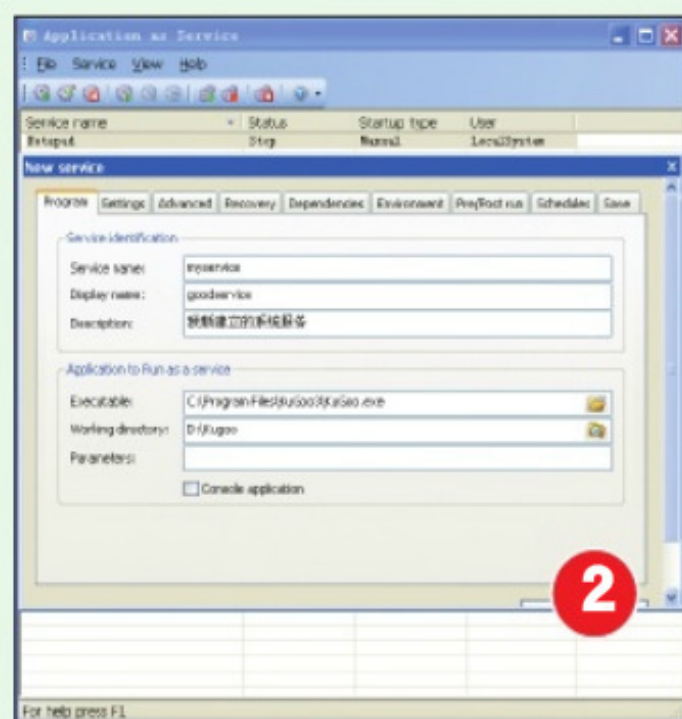 Application as Service
File Service View Help
Service name Status Startup type User
Notepad Stop Manual LocalSystem
New service
Program Settings Advanced Recovery Dependencies Environment Pre/Post run Schedules Save
Service identification
Service name: myservice
Display name: goodservice
Description: 我新建立的系统服务
Application to Run as a service
Executable: C:\Program Files\KuGoo3\KuGoo.exe
Working directory: D:\Kugoo
Parameters:
Console application
2
For help press F1